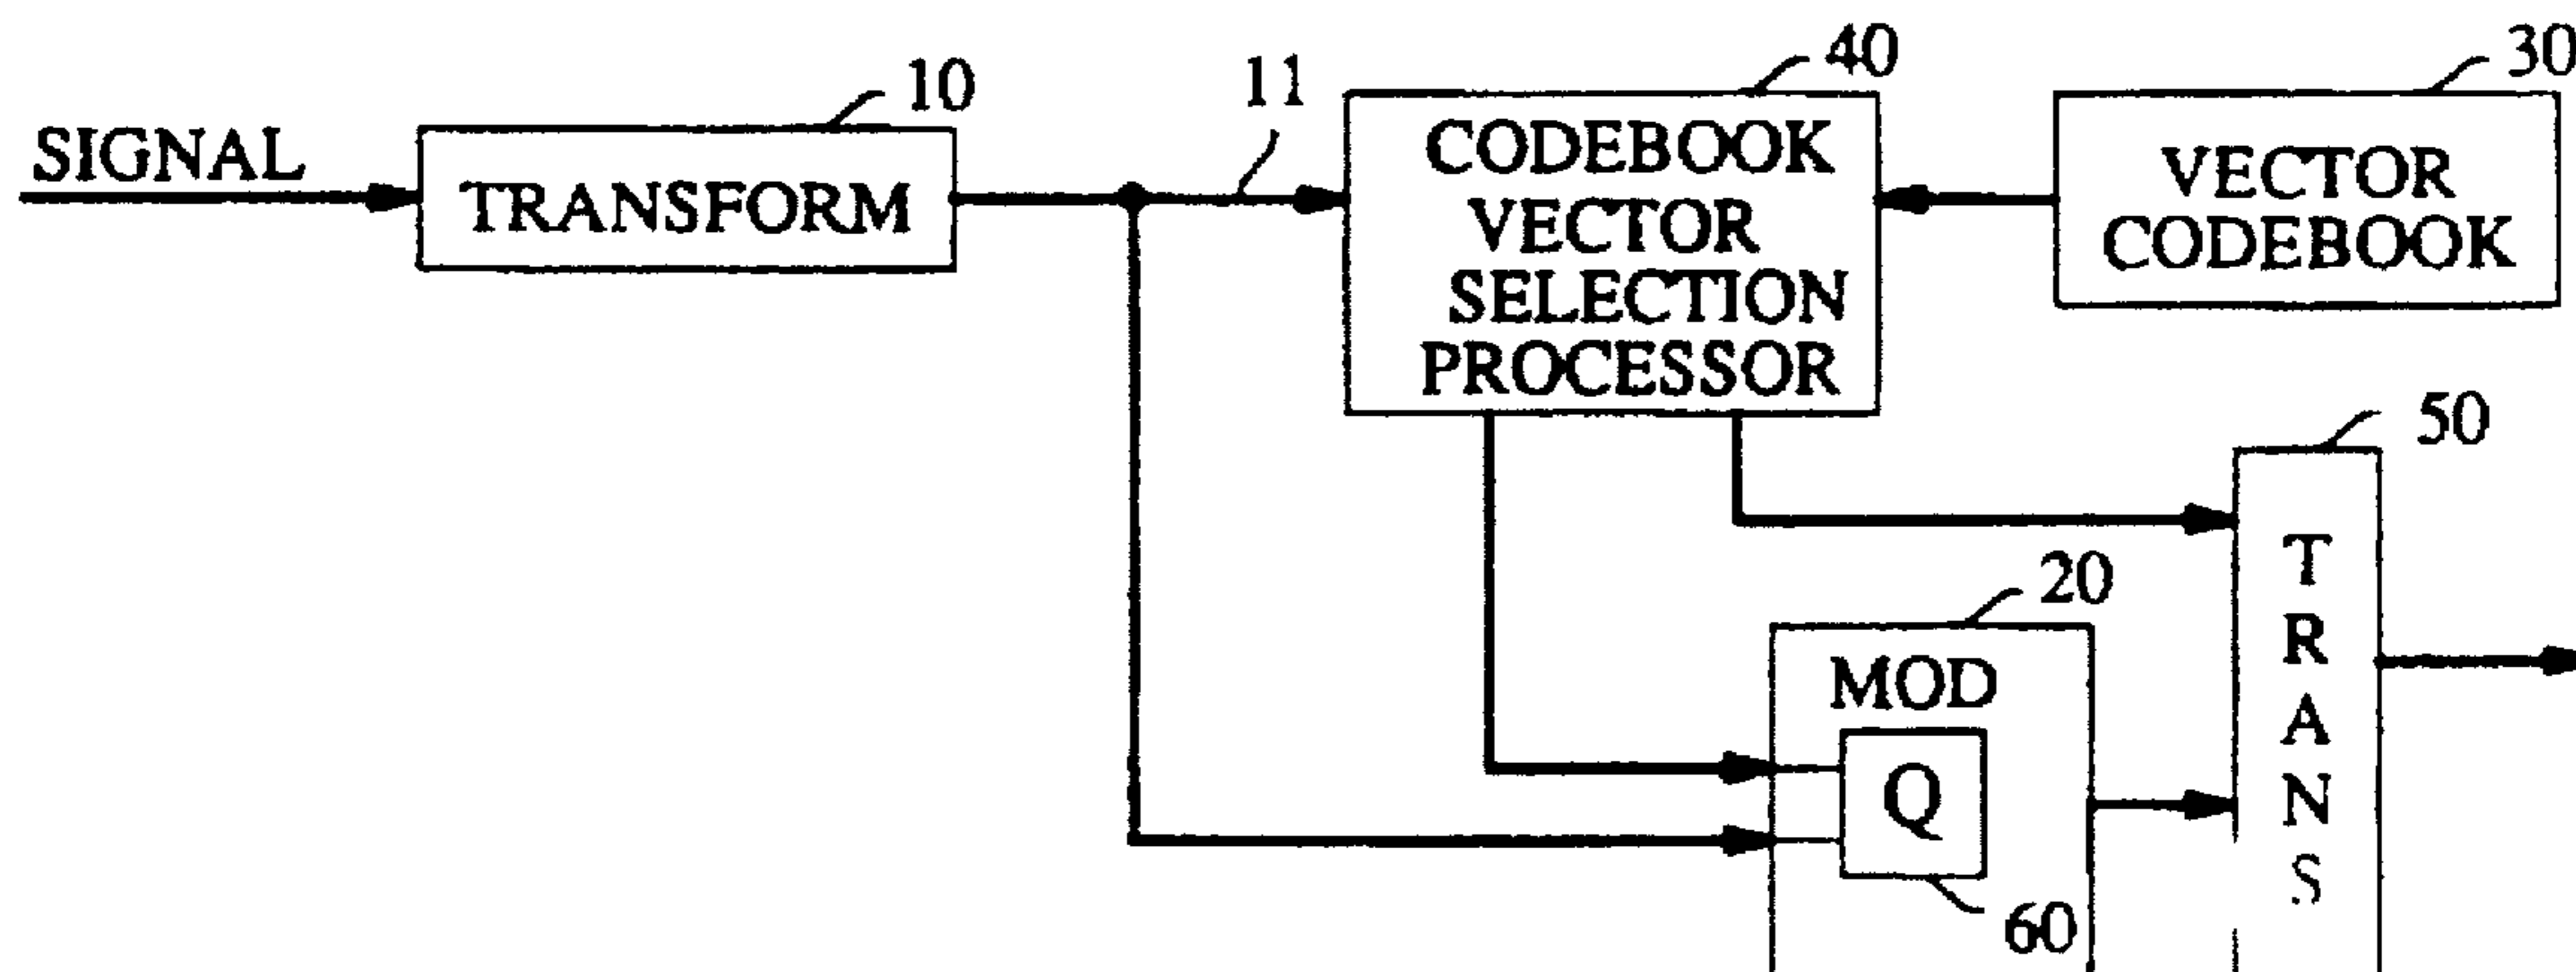 40
30
10
11
SIGNAL
TRANSFORM
CODEBOOK
VECTOR
SELECTION
PROCESSOR
VECTOR
CODEBOOK
50
20
MOD
Q
60
T
R
A
N
S